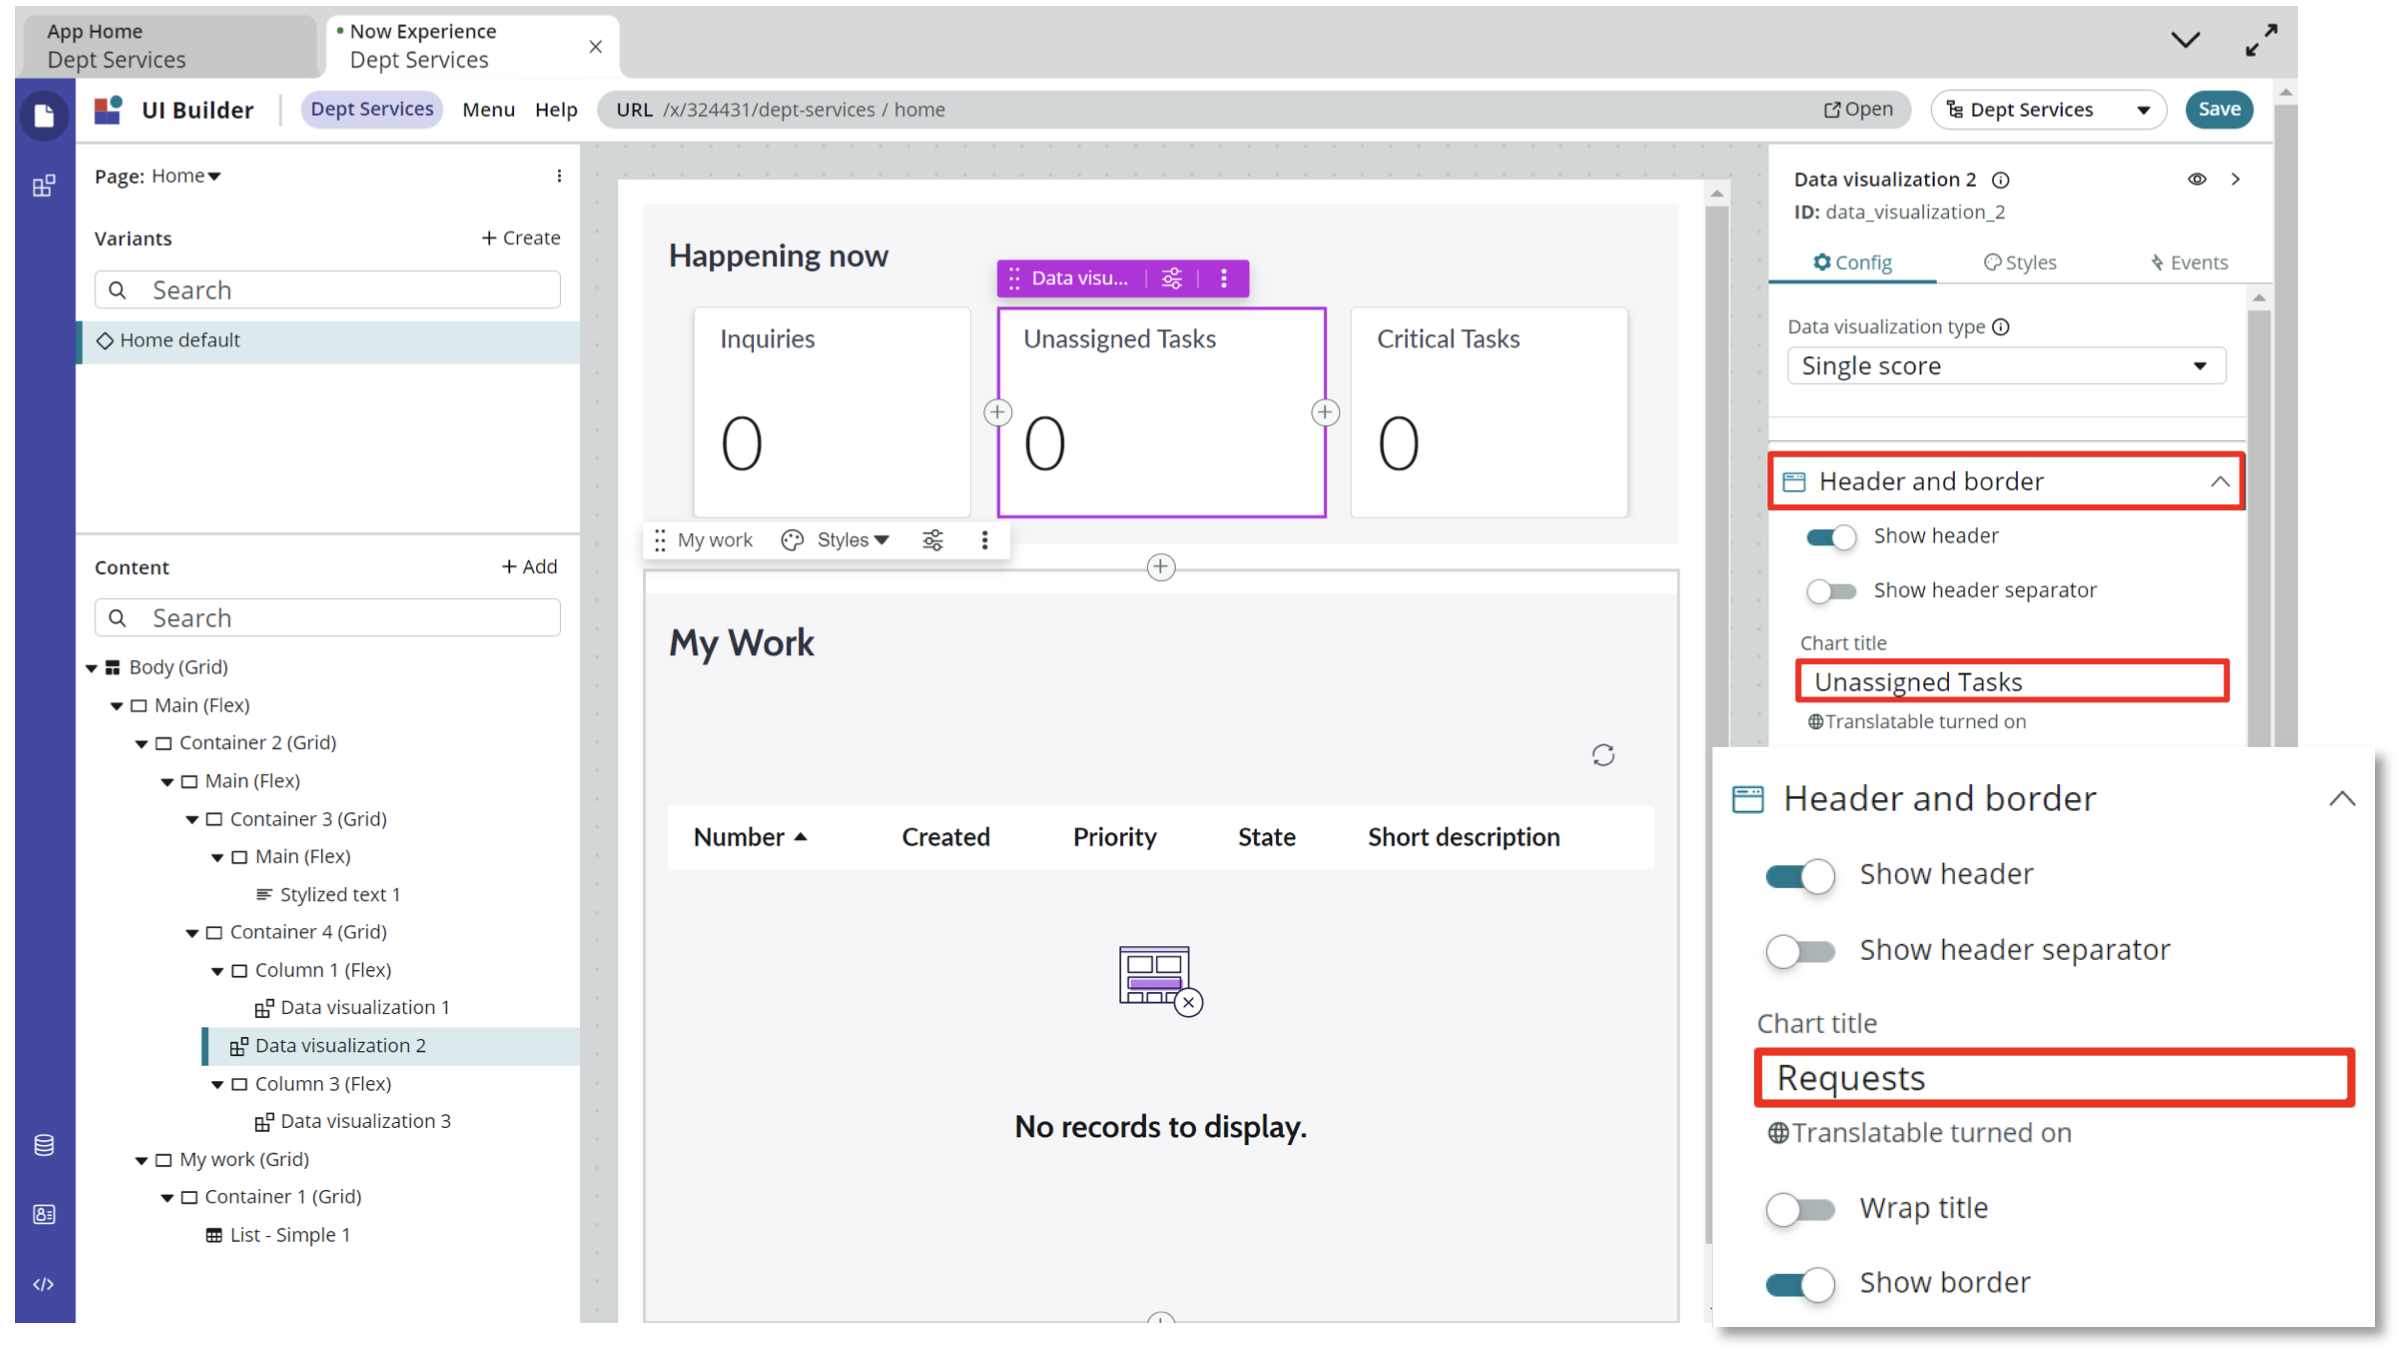 App Home
Dept Services
Now Experience
Dept Services
UI Builder
Dept Services
Menu
Help
URL /x/324431/dept-services / home
Open
Dept Services
Save
Page: Home
Variants
+ Create
Search
Home default
Content
+ Add
Search
Body (Grid)
Main (Flex)
Container 2 (Grid)
Main (Flex)
Container 3 (Grid)
Main (Flex)
Stylized text 1
Container 4 (Grid)
Column 1 (Flex)
Data visualization 1
Data visualization 2
Column 3 (Flex)
Data visualization 3
My work (Grid)
Container 1 (Grid)
List - Simple 1
Happening now
Data visu...
Inquiries
0
Unassigned Tasks
0
Critical Tasks
0
My work
Styles
My Work
Number
Created
Priority
State
Short description
No records to display.
Data visualization 2
ID: data_visualization_2
Config
Styles
Events
Data visualization type
Single score
Header and border
Show header
Show header separator
Chart title
Unassigned Tasks
Translatable turned on
Header and border
Show header
Show header separator
Chart title
Requests
Translatable turned on
Wrap title
Show border